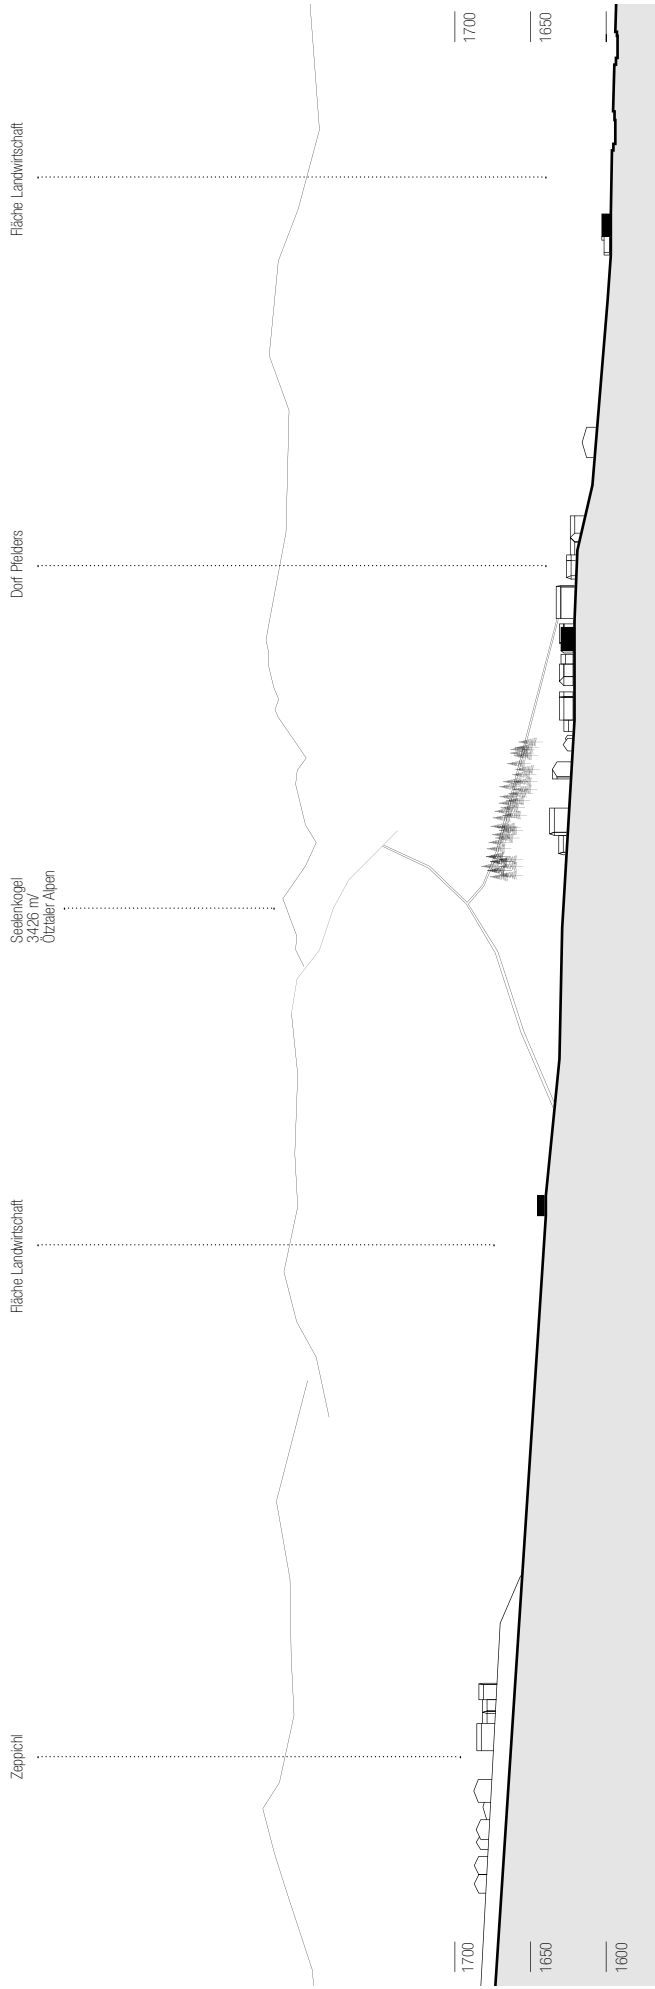 Zeppichl
Fläche Landwirtschaft
Seelenkogel
3426 m/
Ötztaler Alpen
Dorf Pfelders
Fläche Landwirtschaft
1700
1650
1600
1700
1650